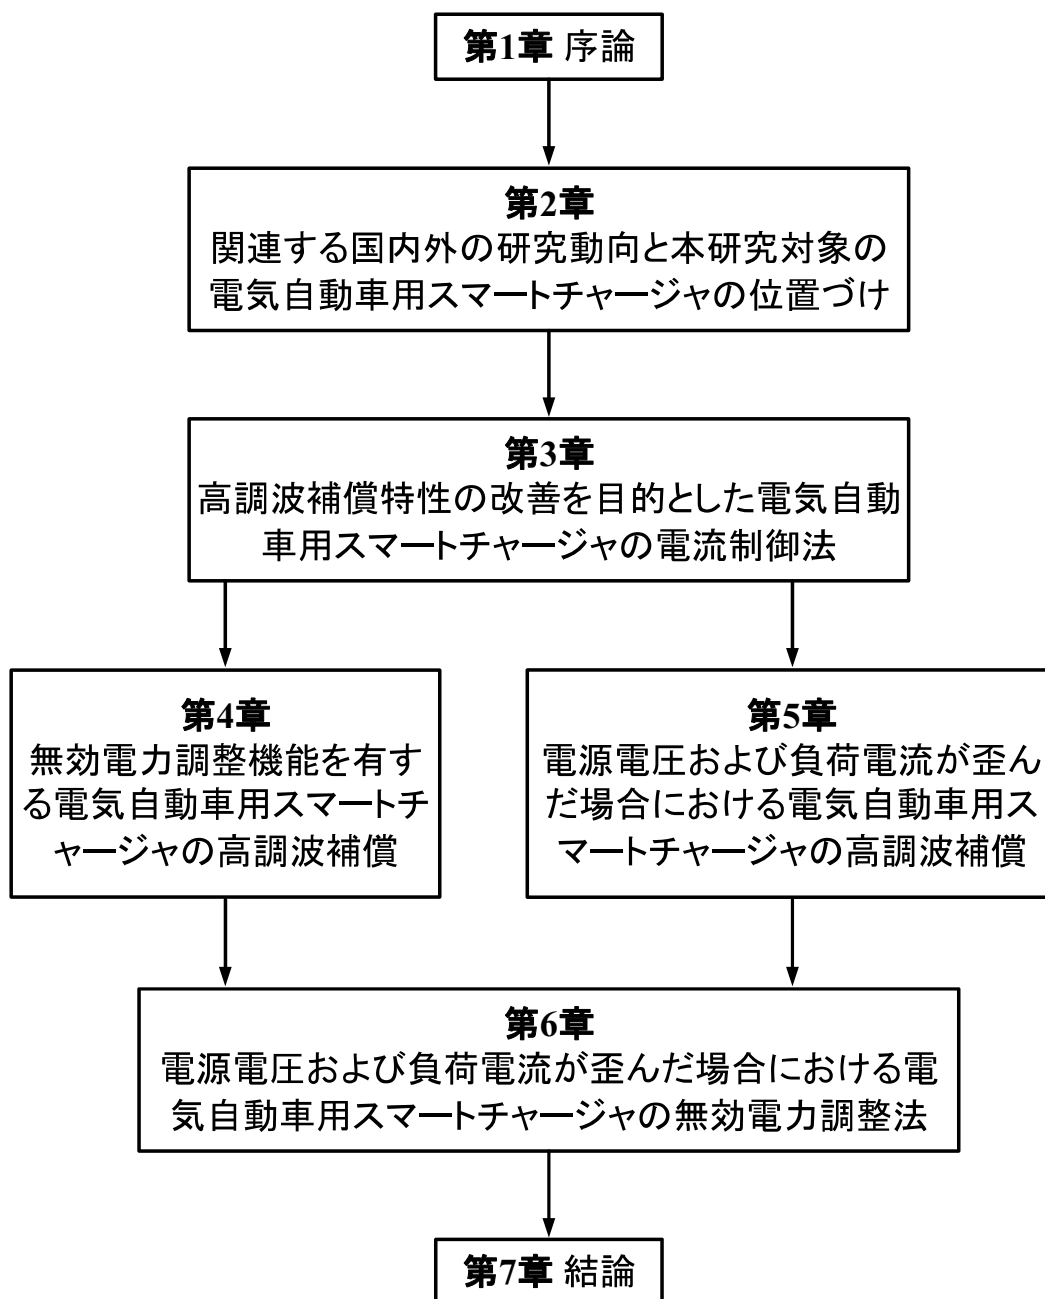 第1章 序論
第2章
関連する国内外の研究動向と本研究対象の
電気自動車用スマートチャージャの位置づけ
第3章
高調波補償特性の改善を目的とした電気自動
車用スマートチャージャの電流制御法
第4章
無効電力調整機能を有す
る電気自動車用スマートチ
ャージャの高調波補償
第5章
電源電圧および負荷電流が歪ん
だ場合における電気自動車用ス
マートチャージャの高調波補償
第6章
電源電圧および負荷電流が歪んだ場合における電
気自動車用スマートチャージャの無効電力調整法
第7章 結論